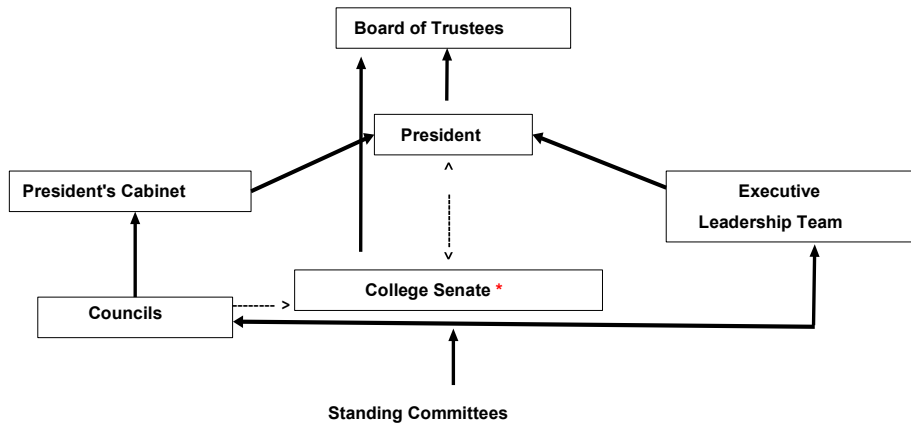 Board of Trustees
President
President's Cabinet
Executive
Leadership Team
College Senate *
Councils
Standing Committees